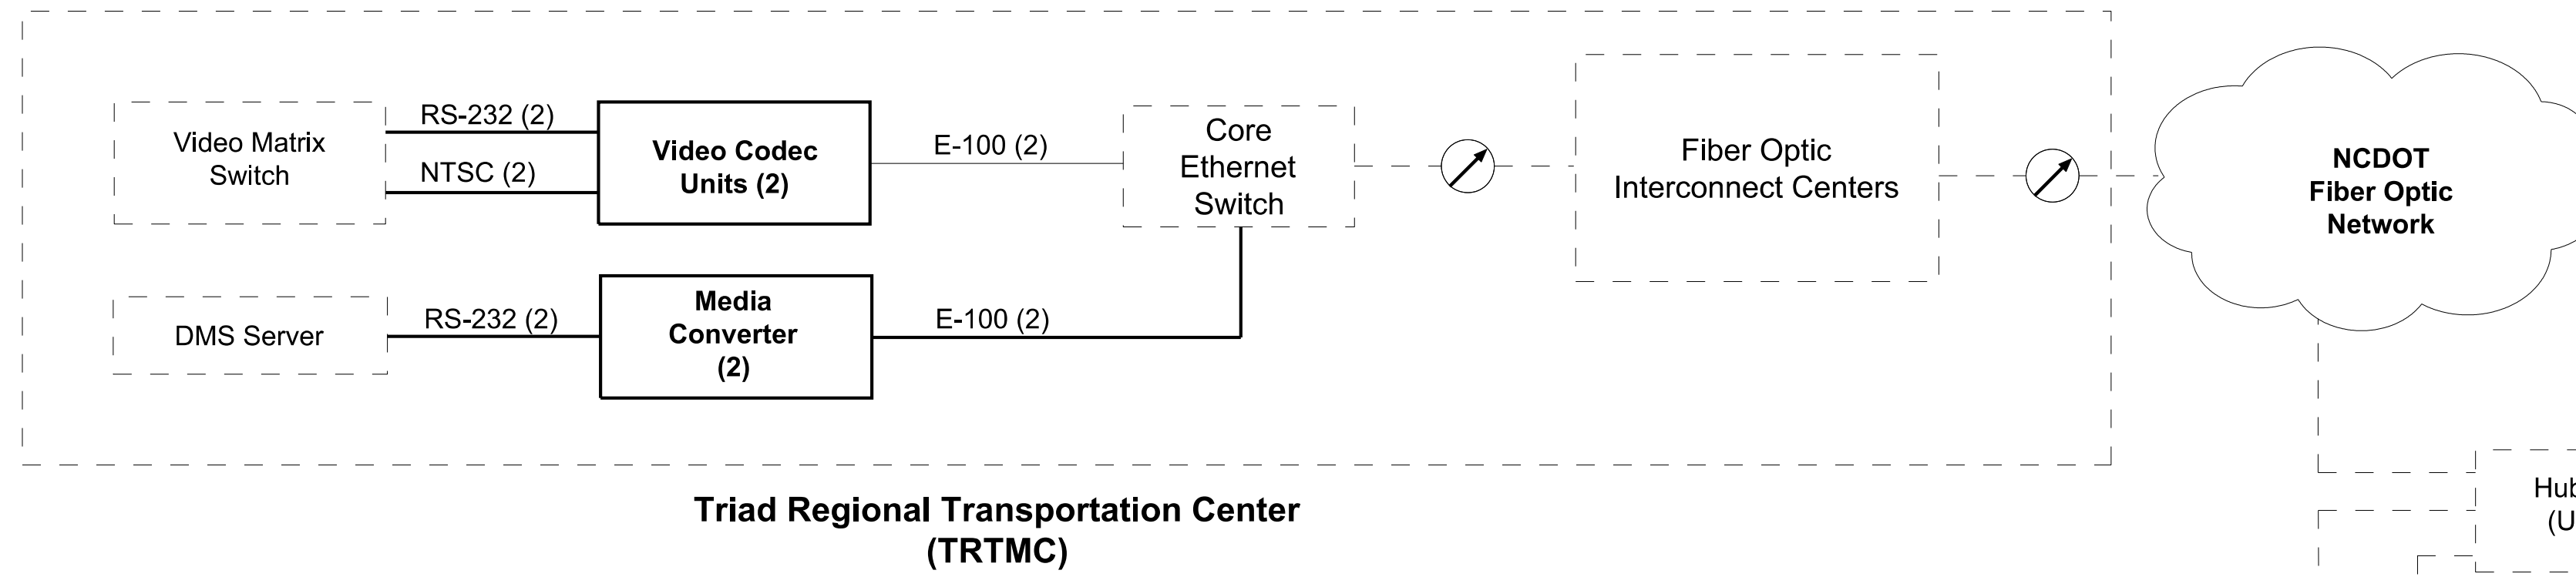 RS-232 (2)
Video Matrix
Switch
NTSC (2)
Video Codec
Units (2)
E-100 (2)
Core
Ethernet
Switch
Fiber Optic
Interconnect Centers
NCDOT
Fiber Optic
Network
DMS Server
RS-232 (2)
Media
Converter
(2)
E-100 (2)
Triad Regional Transportation Center
(TRTMC)